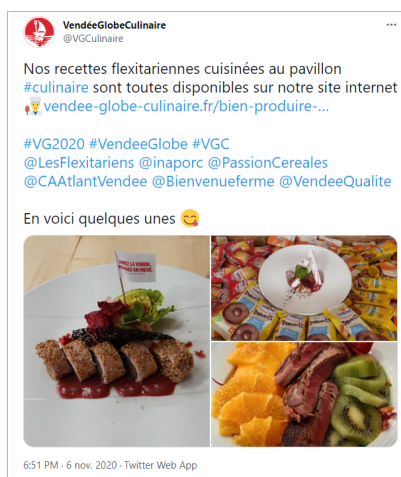 VendéeGlobeCulinaire
@VGCulinaire
Nos recettes flexitariennes cuisinées au pavillon
#culinaire sont toutes disponibles sur notre site internet
vendee-globe-culinaire.fr/bien-produire-...
#VG2020 #VendeeGlobe #VGC
@LesFlexitariens @inaporc @PassionCereales
@CAAtlantVendee @Bienvenueferme @VendeeQualite
En voici quelques unes
6:51 PM · 6 nov. 2020 · Twitter Web App